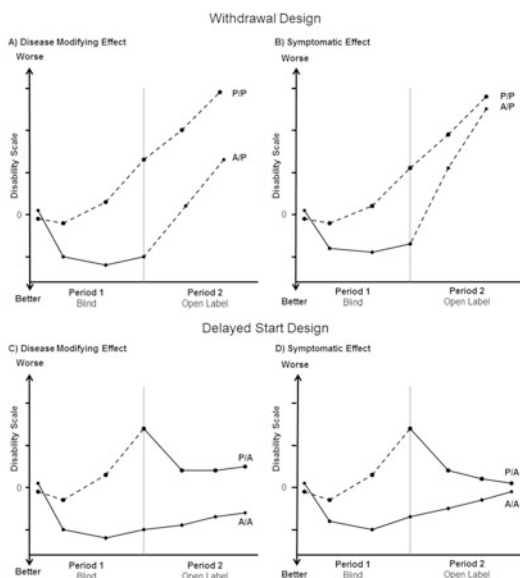 Withdrawal Design
A) Disease Modifying Effect
Worse
Disability Scale
0
P/P
A/P
Better
Period 1
Blind
Period 2
Open Label
B) Symptomatic Effect
Worse
Disability Scale
0
P/P
A/P
Better
Period 1
Blind
Period 2
Open Label
Delayed Start Design
C) Disease Modifying Effect
Worse
Disability Scale
0
P/A
A/A
Better
Period 1
Blind
Period 2
Open Label
D) Symptomatic Effect
Worse
Disability Scale
0
P/A
A/A
Better
Period 1
Blind
Period 2
Open Label